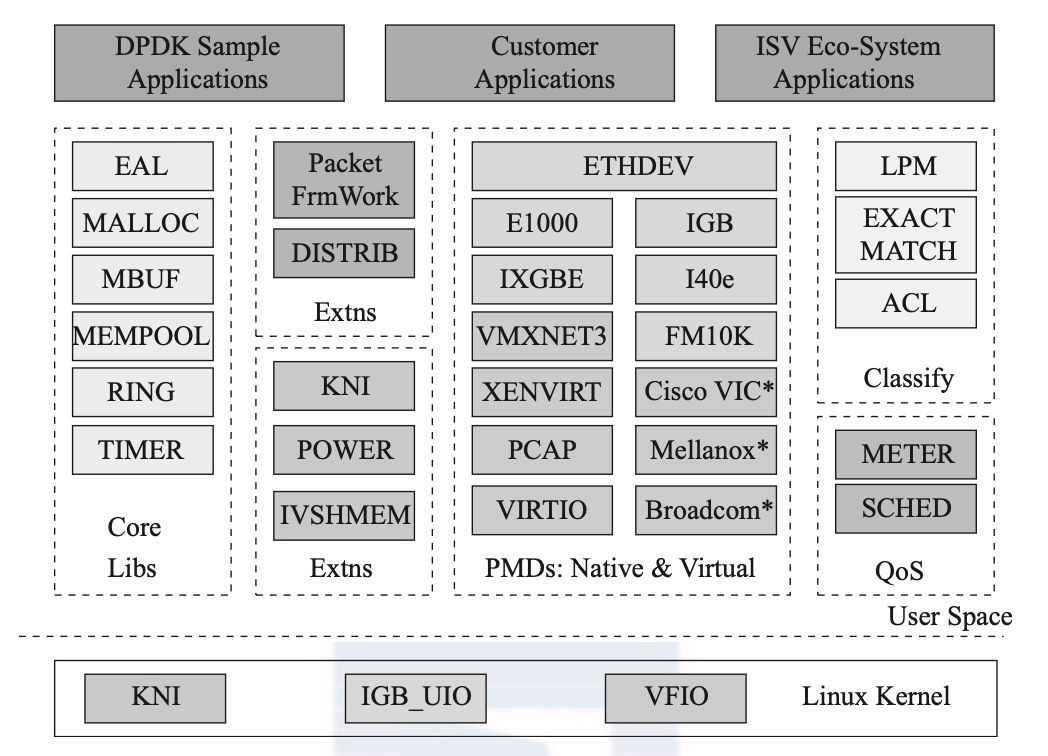 DPDK Sample
Applications
Customer
Applications
ISV Eco-System
Applications
EAL
MALLOC
MBUF
MEMPOOL
RING
TIMER
Core
Libs
Packet
FrmWork
DISTRIB
Extns
KNI
POWER
IVSHMEM
Extns
ETHDEV
E1000
IGB
IXGBE
I40e
VMXNET3
FM10K
XENVIRT
Cisco VIC*
PCAP
Mellanox*
VIRTIO
Broadcom*
PMDs: Native & Virtual
LPM
EXACT
MATCH
ACL
Classify
METER
SCHED
QoS
User Space
KNI
IGB_UIO
VFIO
Linux Kernel